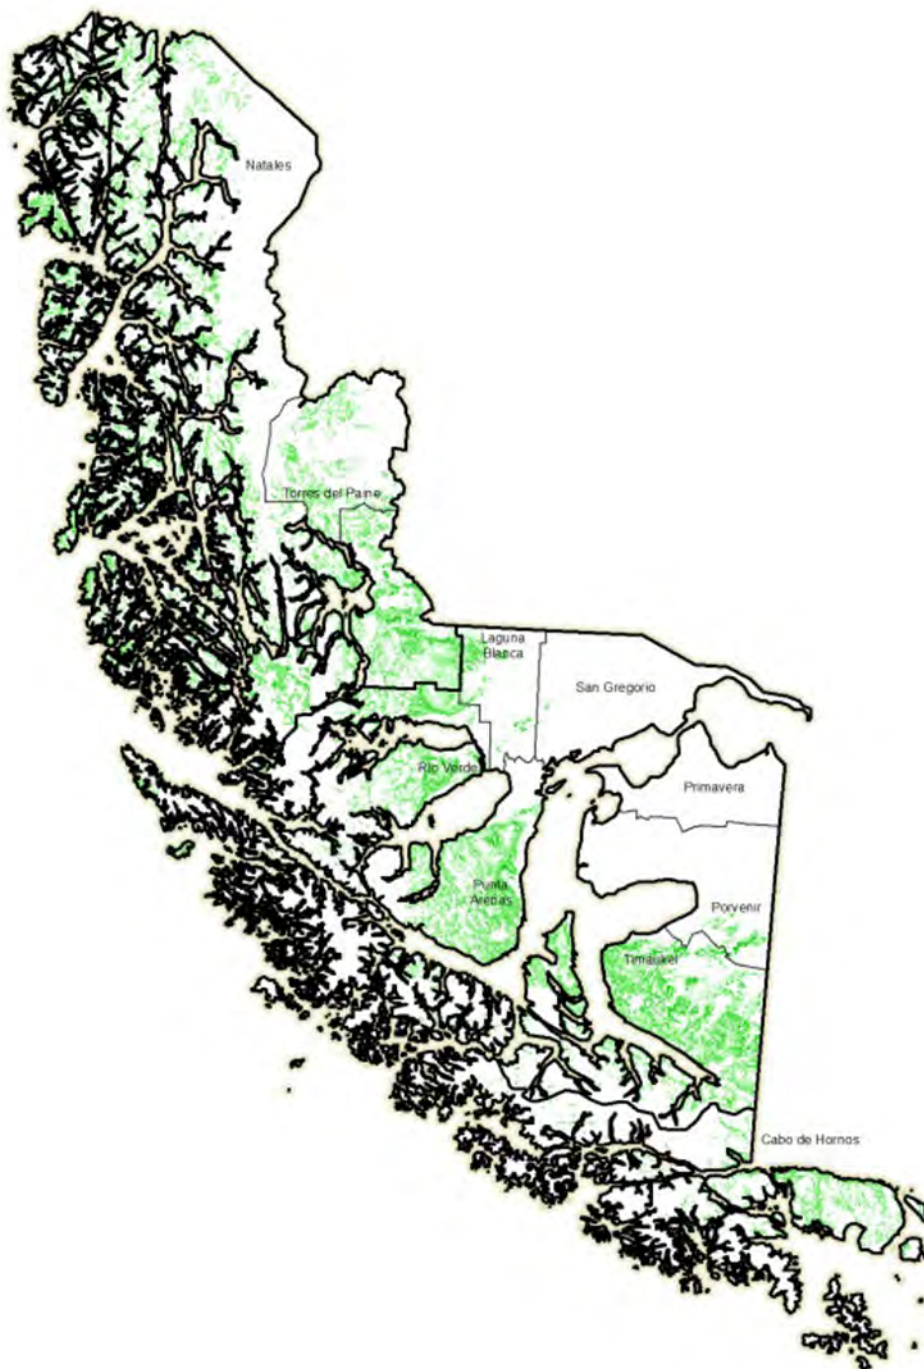 Natales
Torres del Paine
Laguna
Blanca
San Gregorio
Río Verde
Primavera
Punta
Arenas
Porvenir
Timaukel
Cabo de Hornos